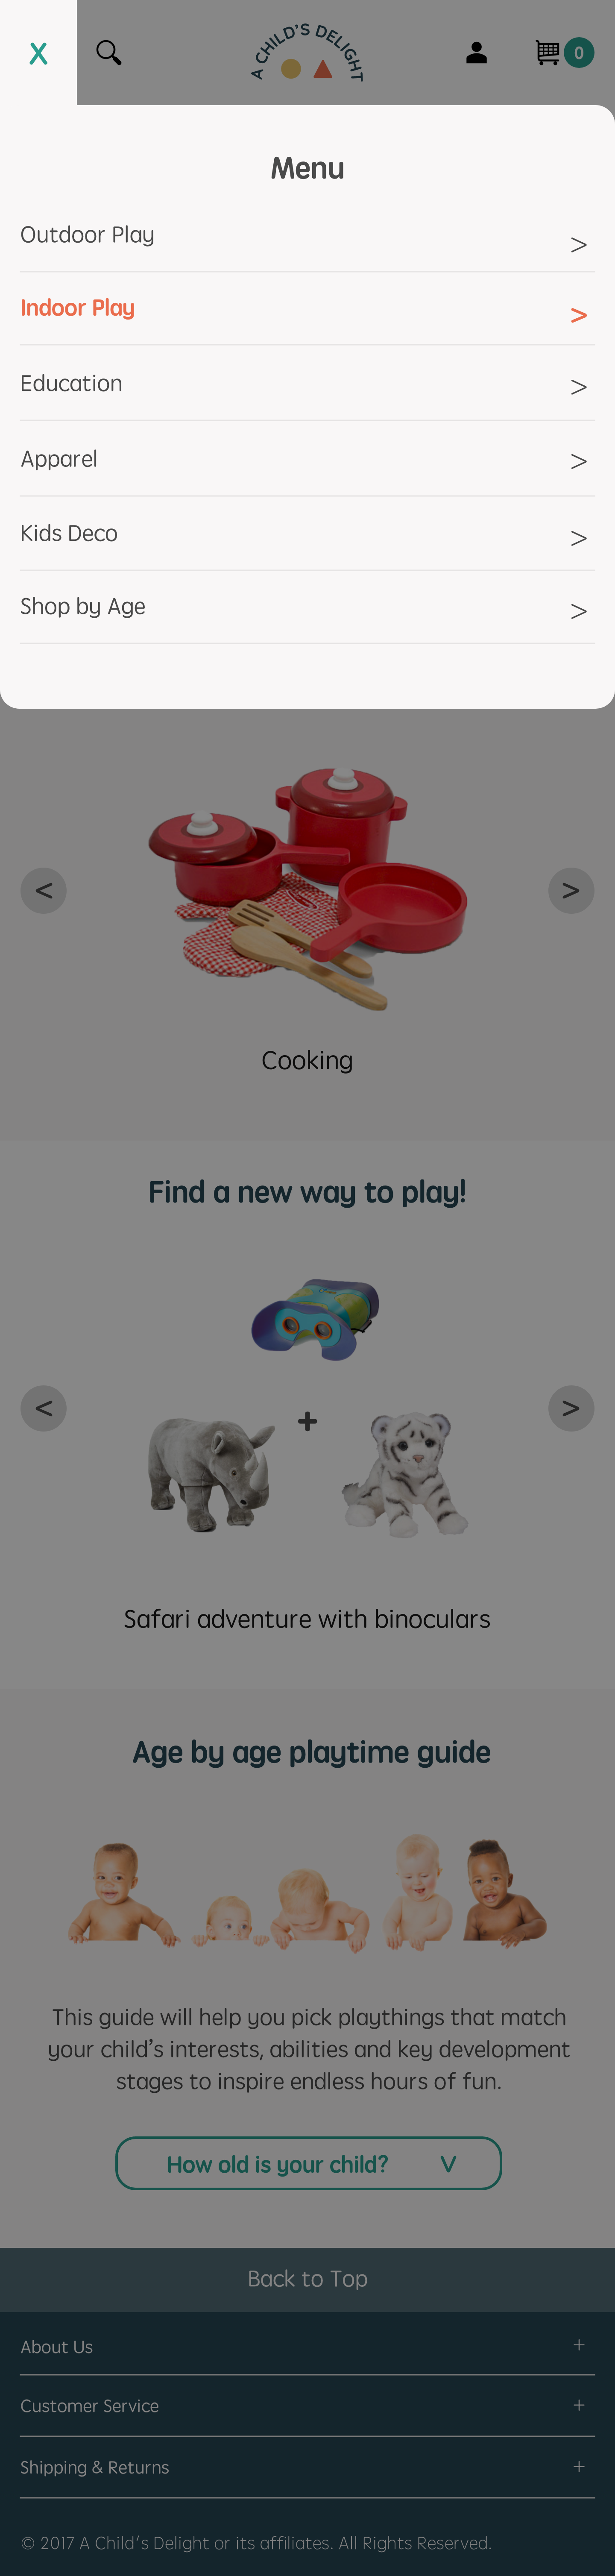 X
A CHILD'S DELIGHT
0
Menu
Outdoor Play >
Indoor Play >
Education >
Apparel >
Kids Deco >
Shop by Age >
< >
Cooking
Find a new way to play!
< + >
Safari adventure with binoculars
Age by age playtime guide
This guide will help you pick playthings that match
your child's interests, abilities and key development
stages to inspire endless hours of fun.
How old is your child? V
Back to Top
About Us +
Customer Service +
Shipping & Returns +
© 2017 A Child's Delight or its affiliates. All Rights Reserved.